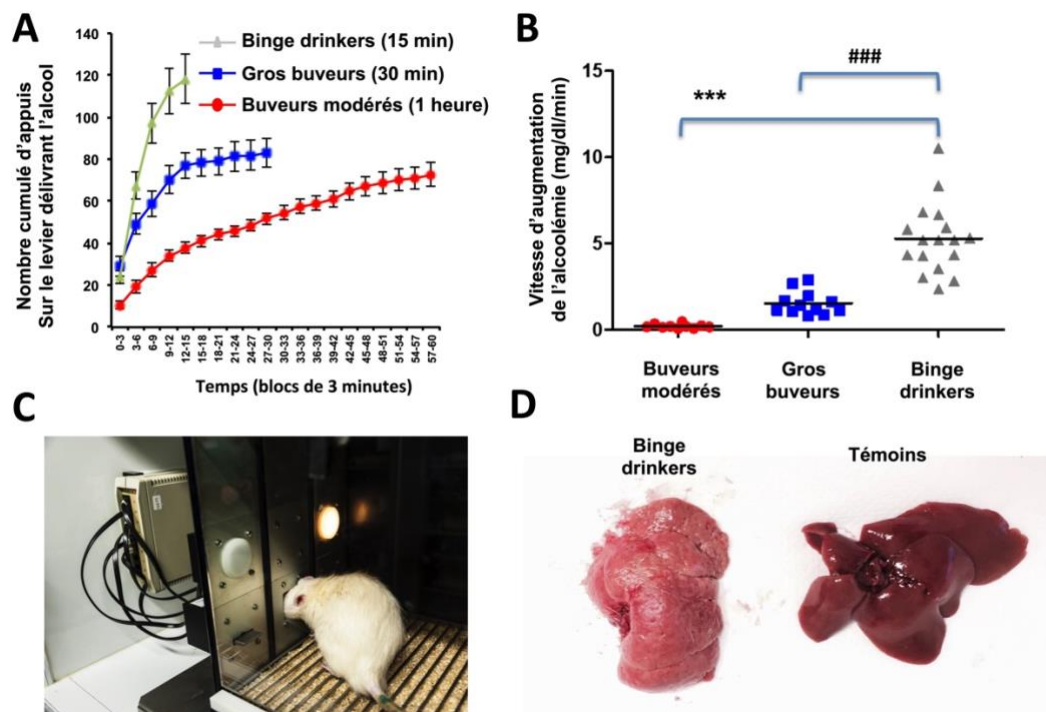 A
140
120
100
80
60
40
20
0
Nombre cumulé d'appuis
Sur le levier délivrant l'alcool
Binge drinkers (15 min)
Gros buveurs (30 min)
Buveurs modérés (1 heure)
0-3
3-6
6-9
9-12
12-15
15-18
18-21
21-24
24-27
27-30
30-33
33-36
36-39
39-42
42-45
45-48
48-51
51-54
54-57
57-60
Temps (blocs de 3 minutes)
B
***
###
15
10
5
0
Vitesse d'augmentation
de l'alcoolémie (mg/dl/min)
Buveurs
modérés
Gros
buveurs
Binge
drinkers
C
D
Binge
drinkers
Témoins